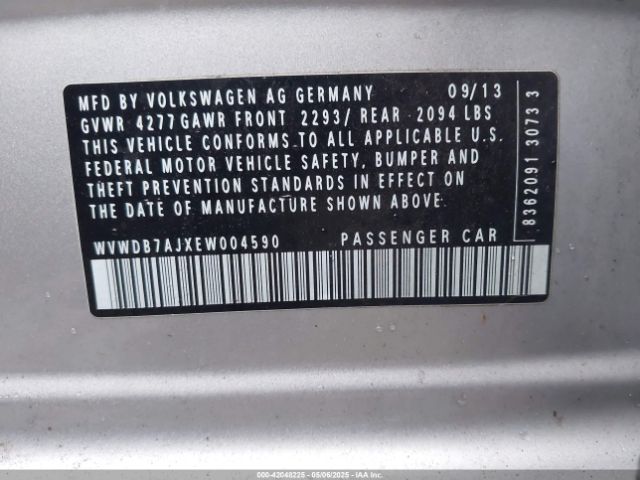 MFD BY VOLKSWAGEN AG GERMANY 09/13
GVWR 4277 GAWR FRONT 2293/ REAR 2094 LBS
THIS VEHICLE CONFORMS TO ALL APPLICABLE U.S.
FEDERAL MOTOR VEHICLE SAFETY, BUMPER AND
THEFT PREVENTION STANDARDS IN EFFECT ON
THE DATE OF MANUFACTURE SHOWN ABOVE.
WVWDB7AJXEW004590 PASSENGER CAR
8362091 30733
000-42048225 - 05/06/2025 - IAA Inc.